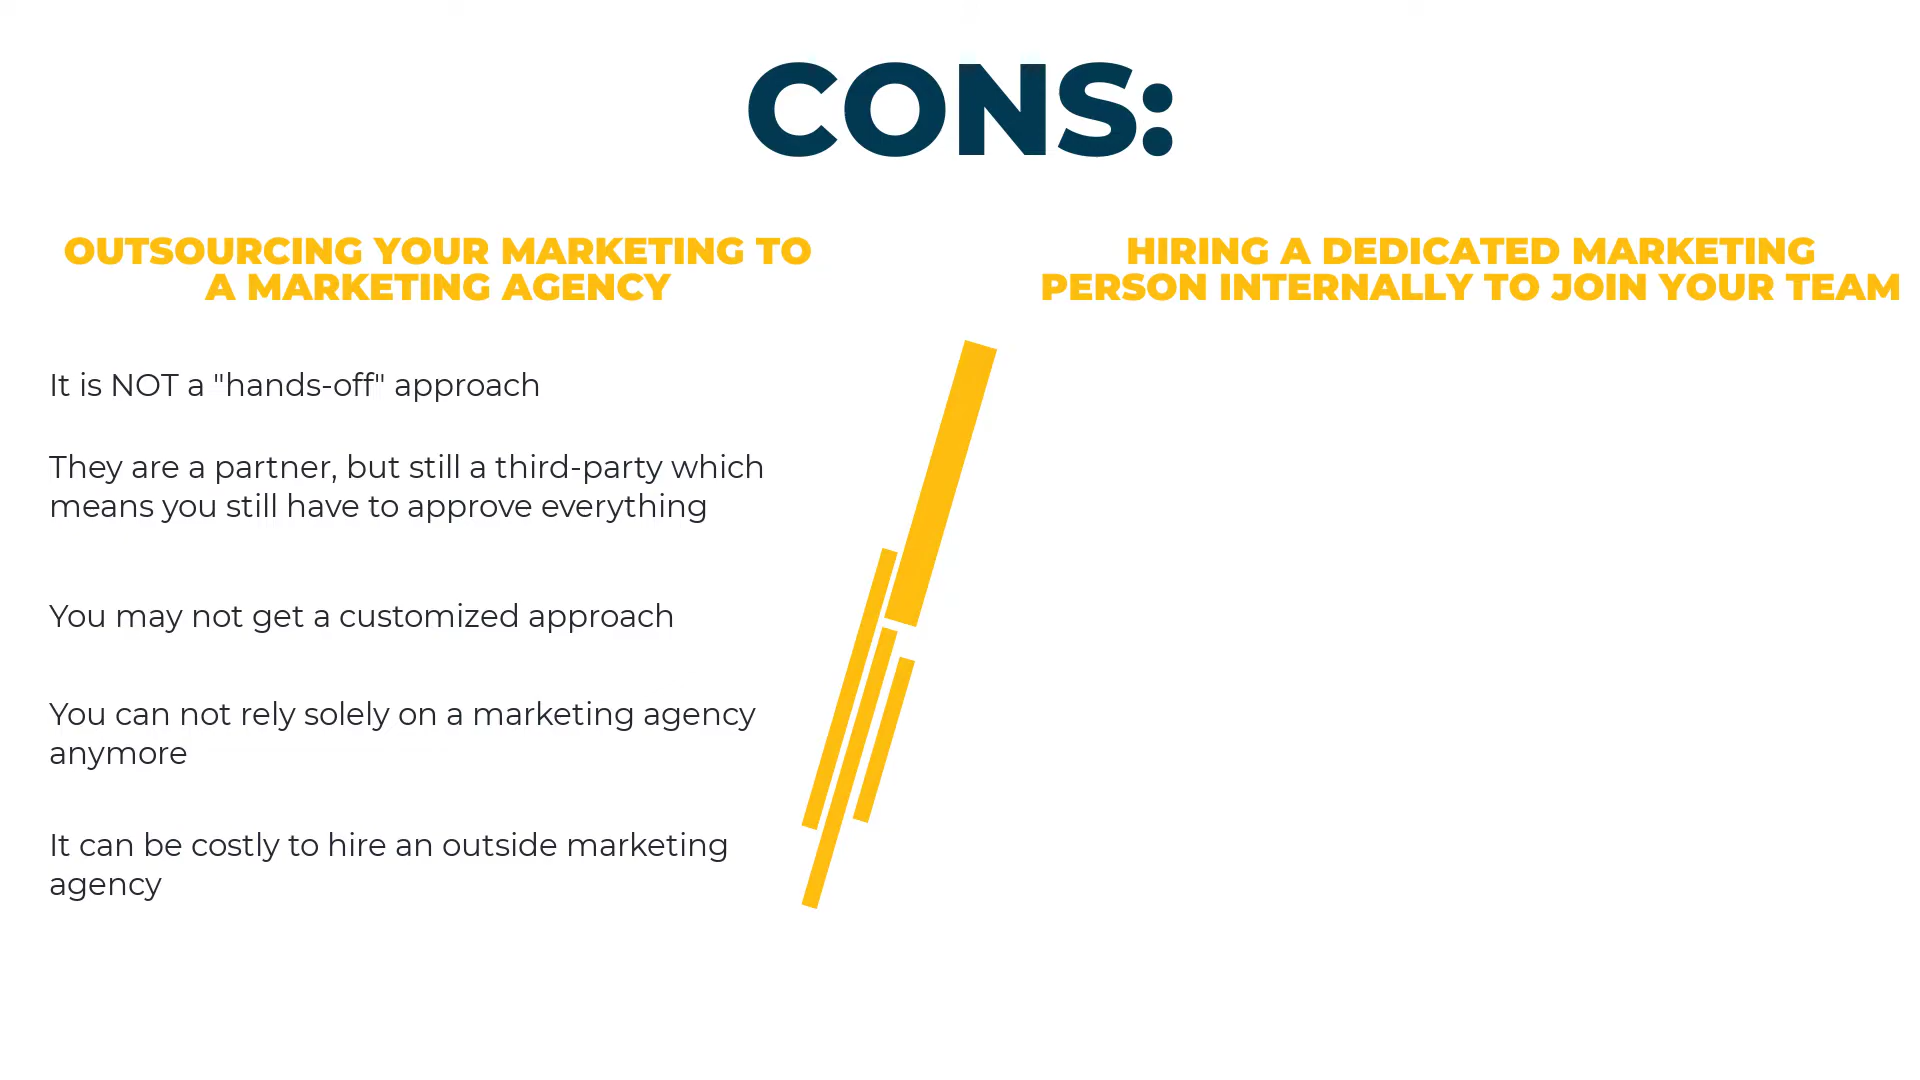 CONS:
OUTSOURCING YOUR MARKETING TO
A MARKETING AGENCY
It is NOT a "hands-off" approach
They are a partner, but still a third-party which
means you still have to approve everything
You may not get a customized approach
You can not rely solely on a marketing agency
anymore
It can be costly to hire an outside marketing
agency
HIRING A DEDICATED MARKETING
PERSON INTERNALLY TO JOIN YOUR TEAM